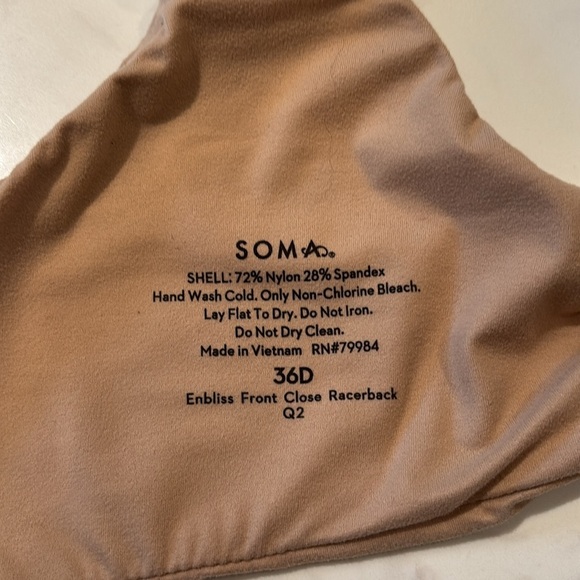 SOMA®
SHELL: 72% Nylon 28% Spandex
Hand Wash Cold. Only Non-Chlorine Bleach.
Lay Flat To Dry. Do Not Iron.
Do Not Dry Clean.
Made in Vietnam RN#79984
36D
Enbliss Front Close Racerback
Q2